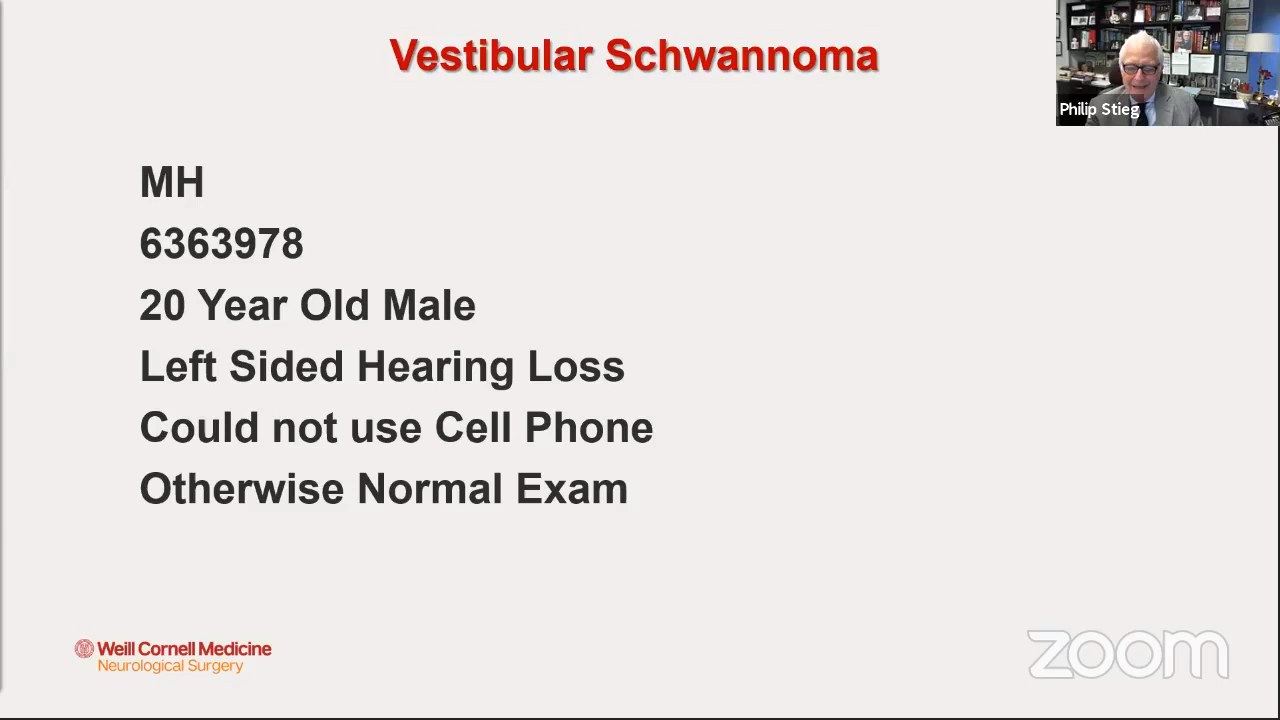 Vestibular Schwannoma
Philip Stieg
MH
6363978
20 Year Old Male
Left Sided Hearing Loss
Could not use Cell Phone
Otherwise Normal Exam
Weill Cornell Medicine
Neurological Surgery
zoom